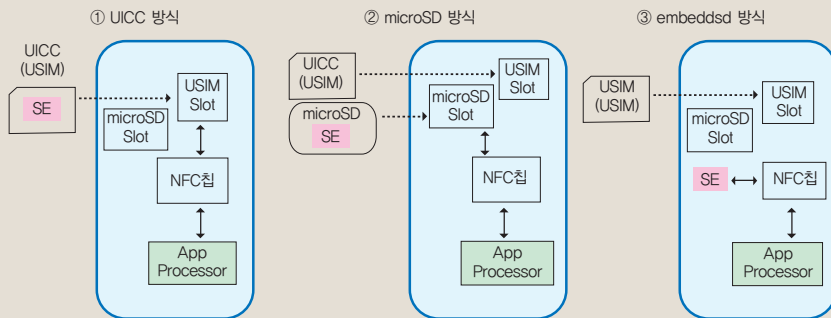 ① UICC 방식
UICC
(USIM)
SE
USIM
Slot
microSD
Slot
NFC칩
App
Processor
② microSD 방식
UICC
(USIM)
microSD
SE
USIM
Slot
microSD
Slot
NFC칩
App
Processor
③ embeddsd 방식
USIM
(USIM)
USIM
Slot
microSD
Slot
SE
NFC칩
App
Processor